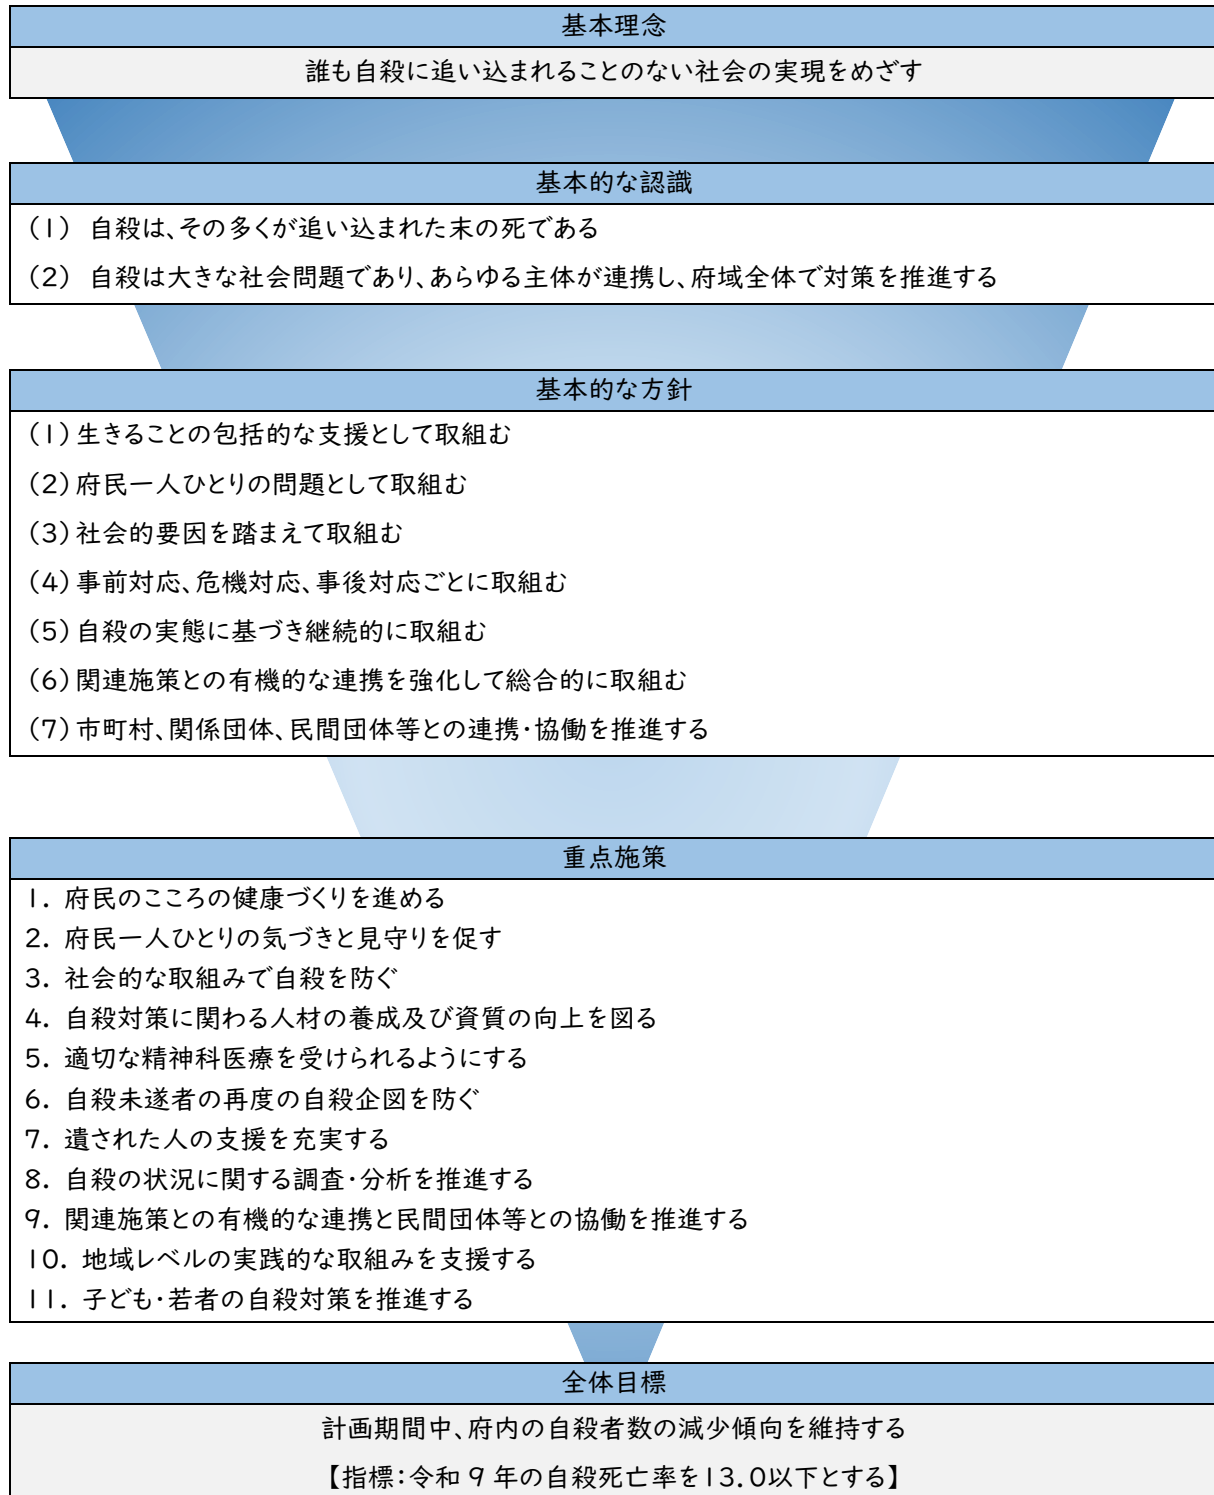 基本理念
誰も自殺に追い込まれることのない社会の実現をめざす
基本的な認識
（1） 自殺は、その多くが追い込まれた末の死である
（2） 自殺は大きな社会問題であり、あらゆる主体が連携し、府域全体で対策を推進する
基本的な方針
（1）生きることの包括的な支援として取組む
（2）府民一人ひとりの問題として取組む
（3）社会的要因を踏まえて取組む
（4）事前対応、危機対応、事後対応ごとに取組む
（5）自殺の実態に基づき継続的に取組む
（6）関連施策との有機的な連携を強化して総合的に取組む
（7）市町村、関係団体、民間団体等との連携・協働を推進する
重点施策
1. 府民のこころの健康づくりを進める
2. 府民一人ひとりの気づきと見守りを促す
3. 社会的な取組みで自殺を防ぐ
4. 自殺対策に関わる人材の養成及び資質の向上を図る
5. 適切な精神科医療を受けられるようにする
6. 自殺未遂者の再度の自殺企図を防ぐ
7. 遺された人の支援を充実する
8. 自殺の状況に関する調査・分析を推進する
9. 関連施策との有機的な連携と民間団体等との協働を推進する
10. 地域レベルの実践的な取組みを支援する
11. 子ども・若者の自殺対策を推進する
全体目標
計画期間中、府内の自殺者数の減少傾向を維持する
【指標：令和 9 年の自殺死亡率を13.0以下とする】